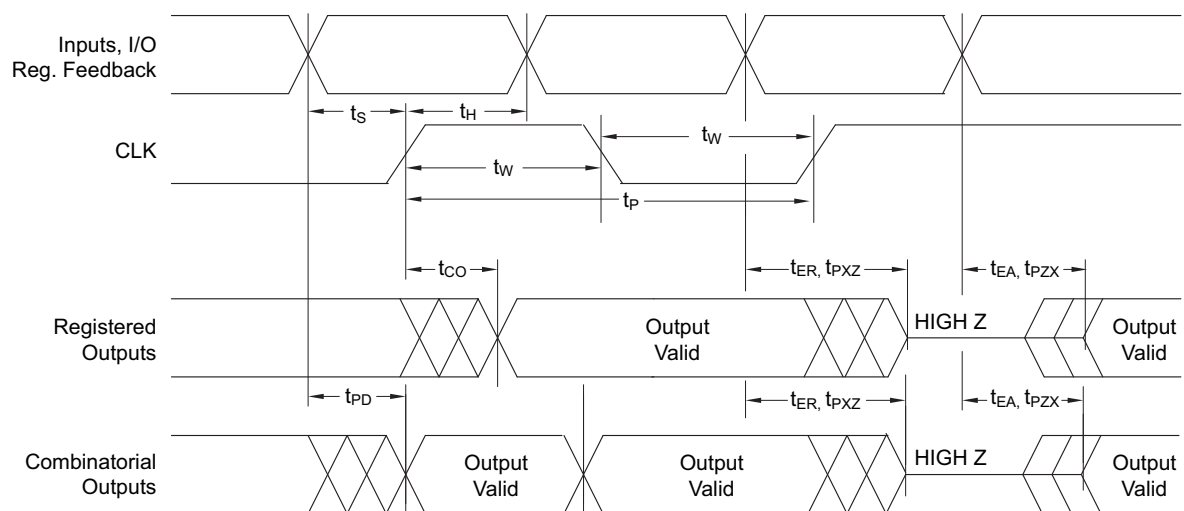 Inputs, I/O
Reg. Feedback
tS
tH
CLK
tW
tW
tP
tCO
tER, tPXZ
tEA, tPZX
Registered
Outputs
Output
Valid
HIGH Z
Output
Valid
tPD
tER, tPXZ
tEA, tPZX
Combinatorial
Outputs
Output
Valid
Output
Valid
HIGH Z
Output
Valid